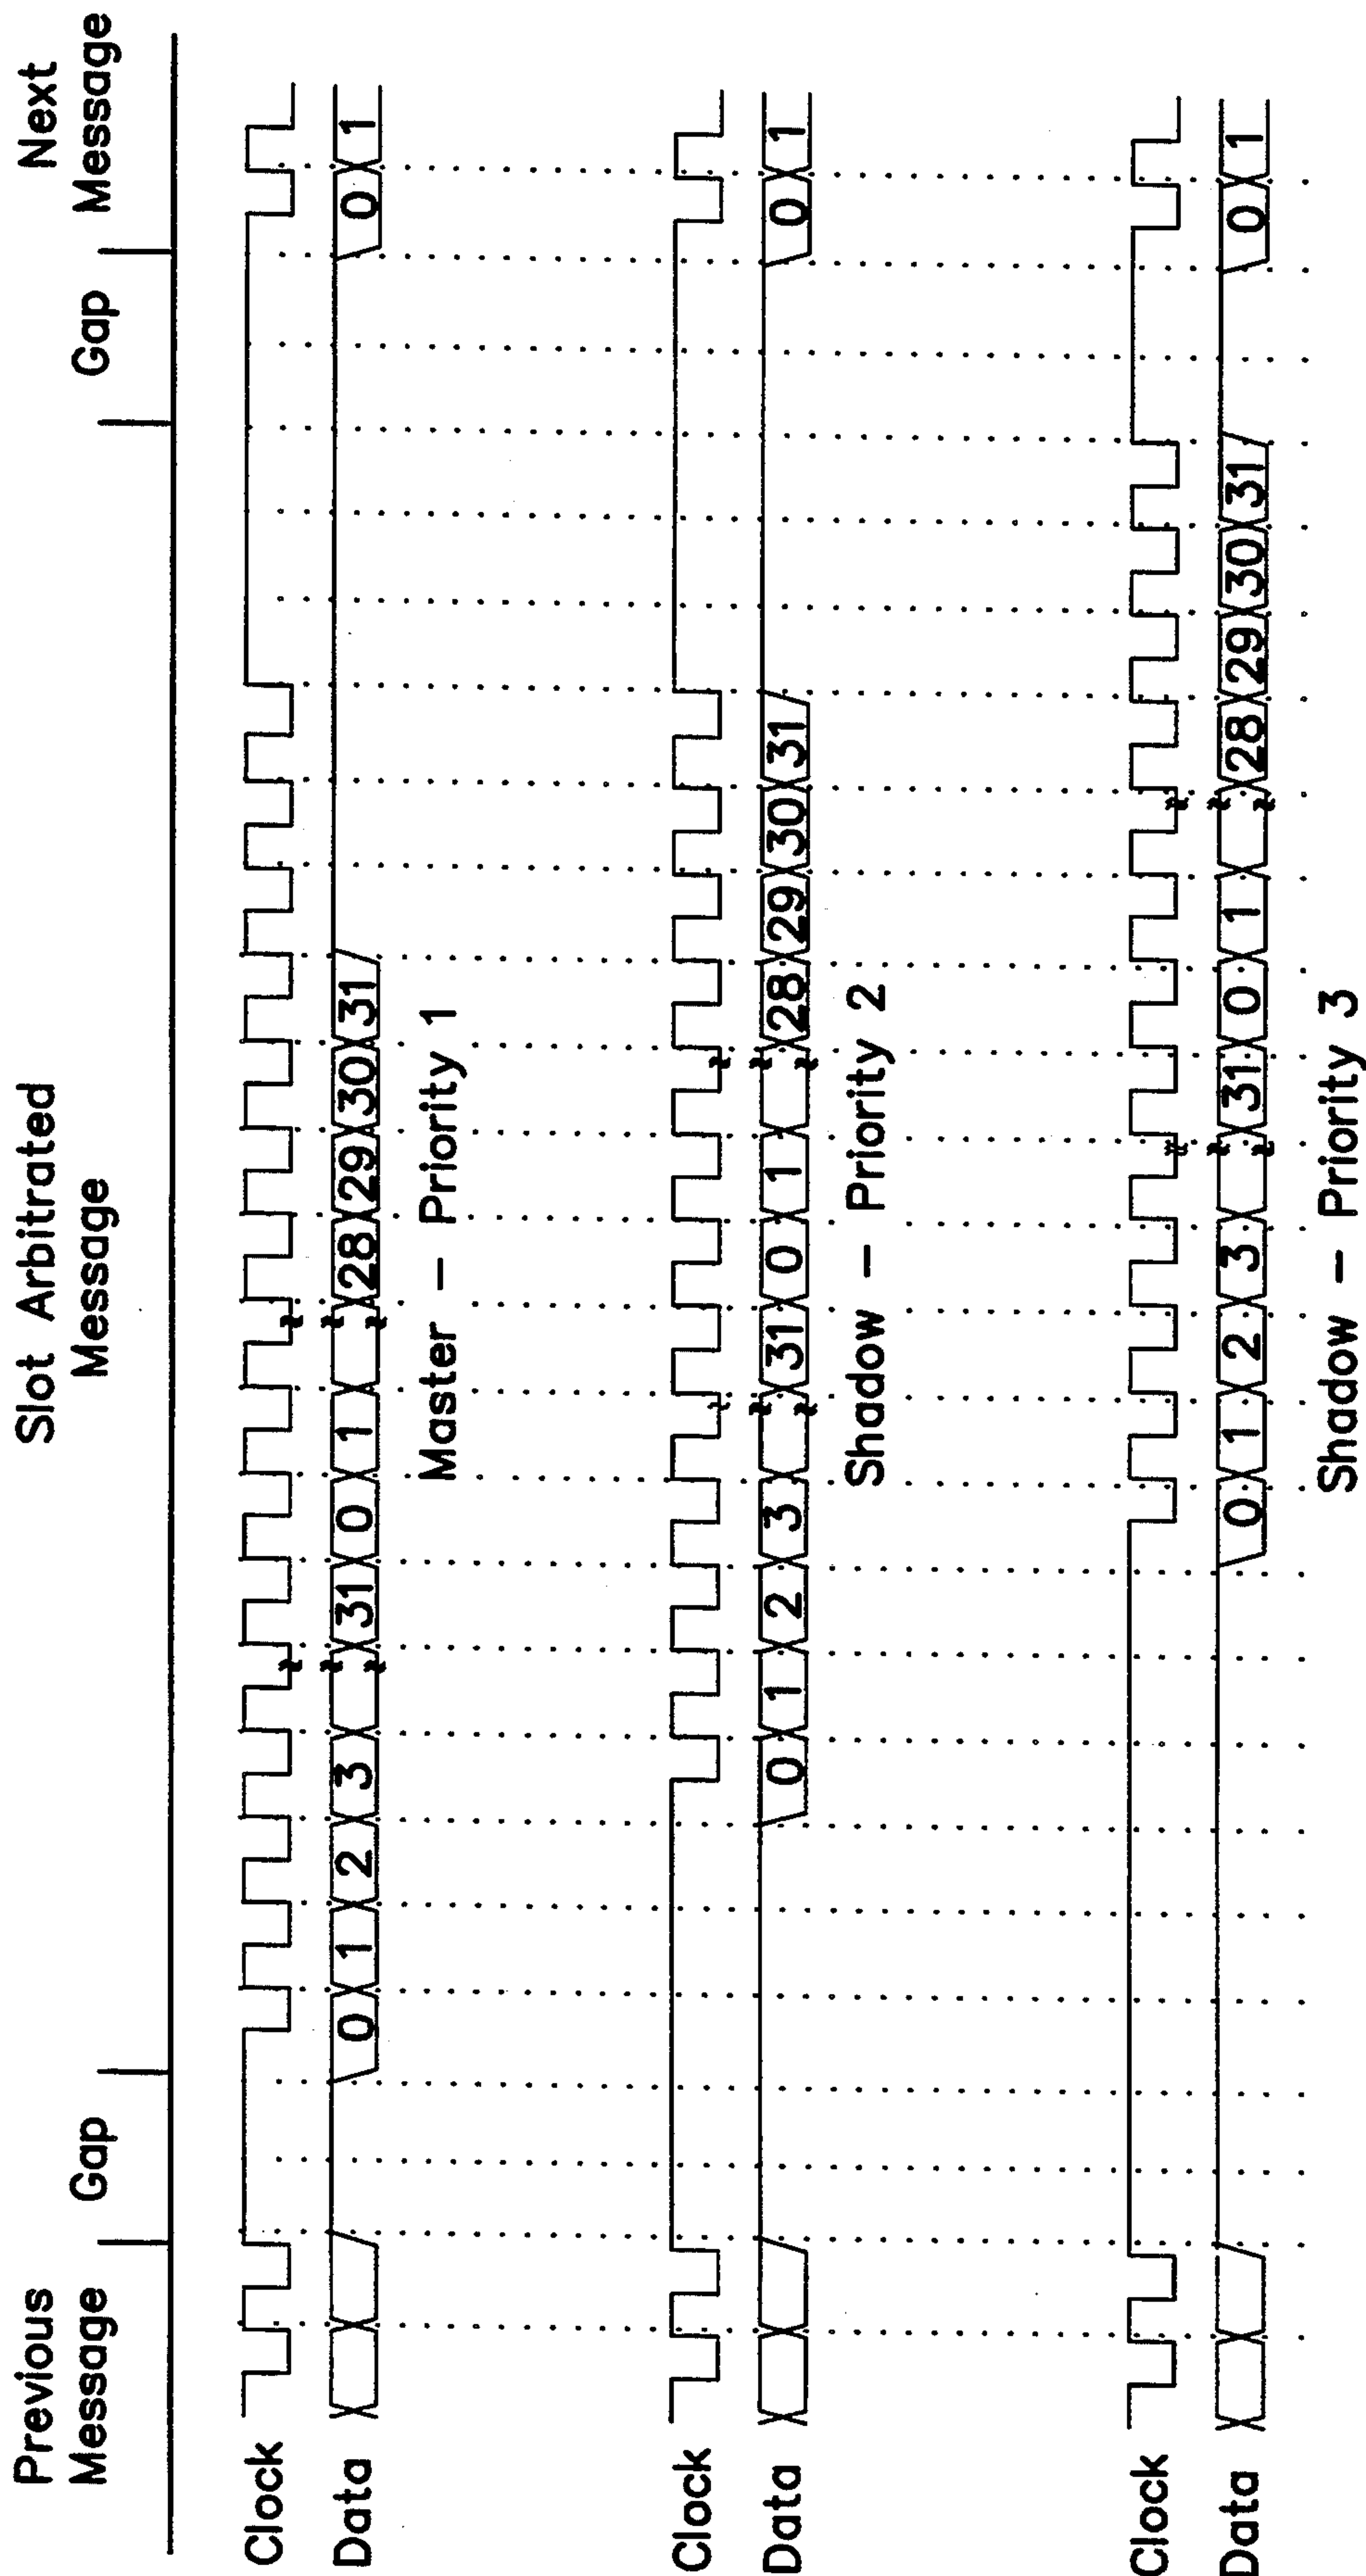 Previous
Message
Gap
Slot Arbitrated
Message
Gap
Next
Message
Clock
Data 0 1 2 3 31 0 1 28 29 30 31 0 1
Master – Priority 1
Clock
Data 0 1 2 3 31 0 1 28 29 30 31 0 1
Shadow – Priority 2
Clock
Data 0 1 2 3 31 0 1 28 29 30 31 0 1
Shadow – Priority 3